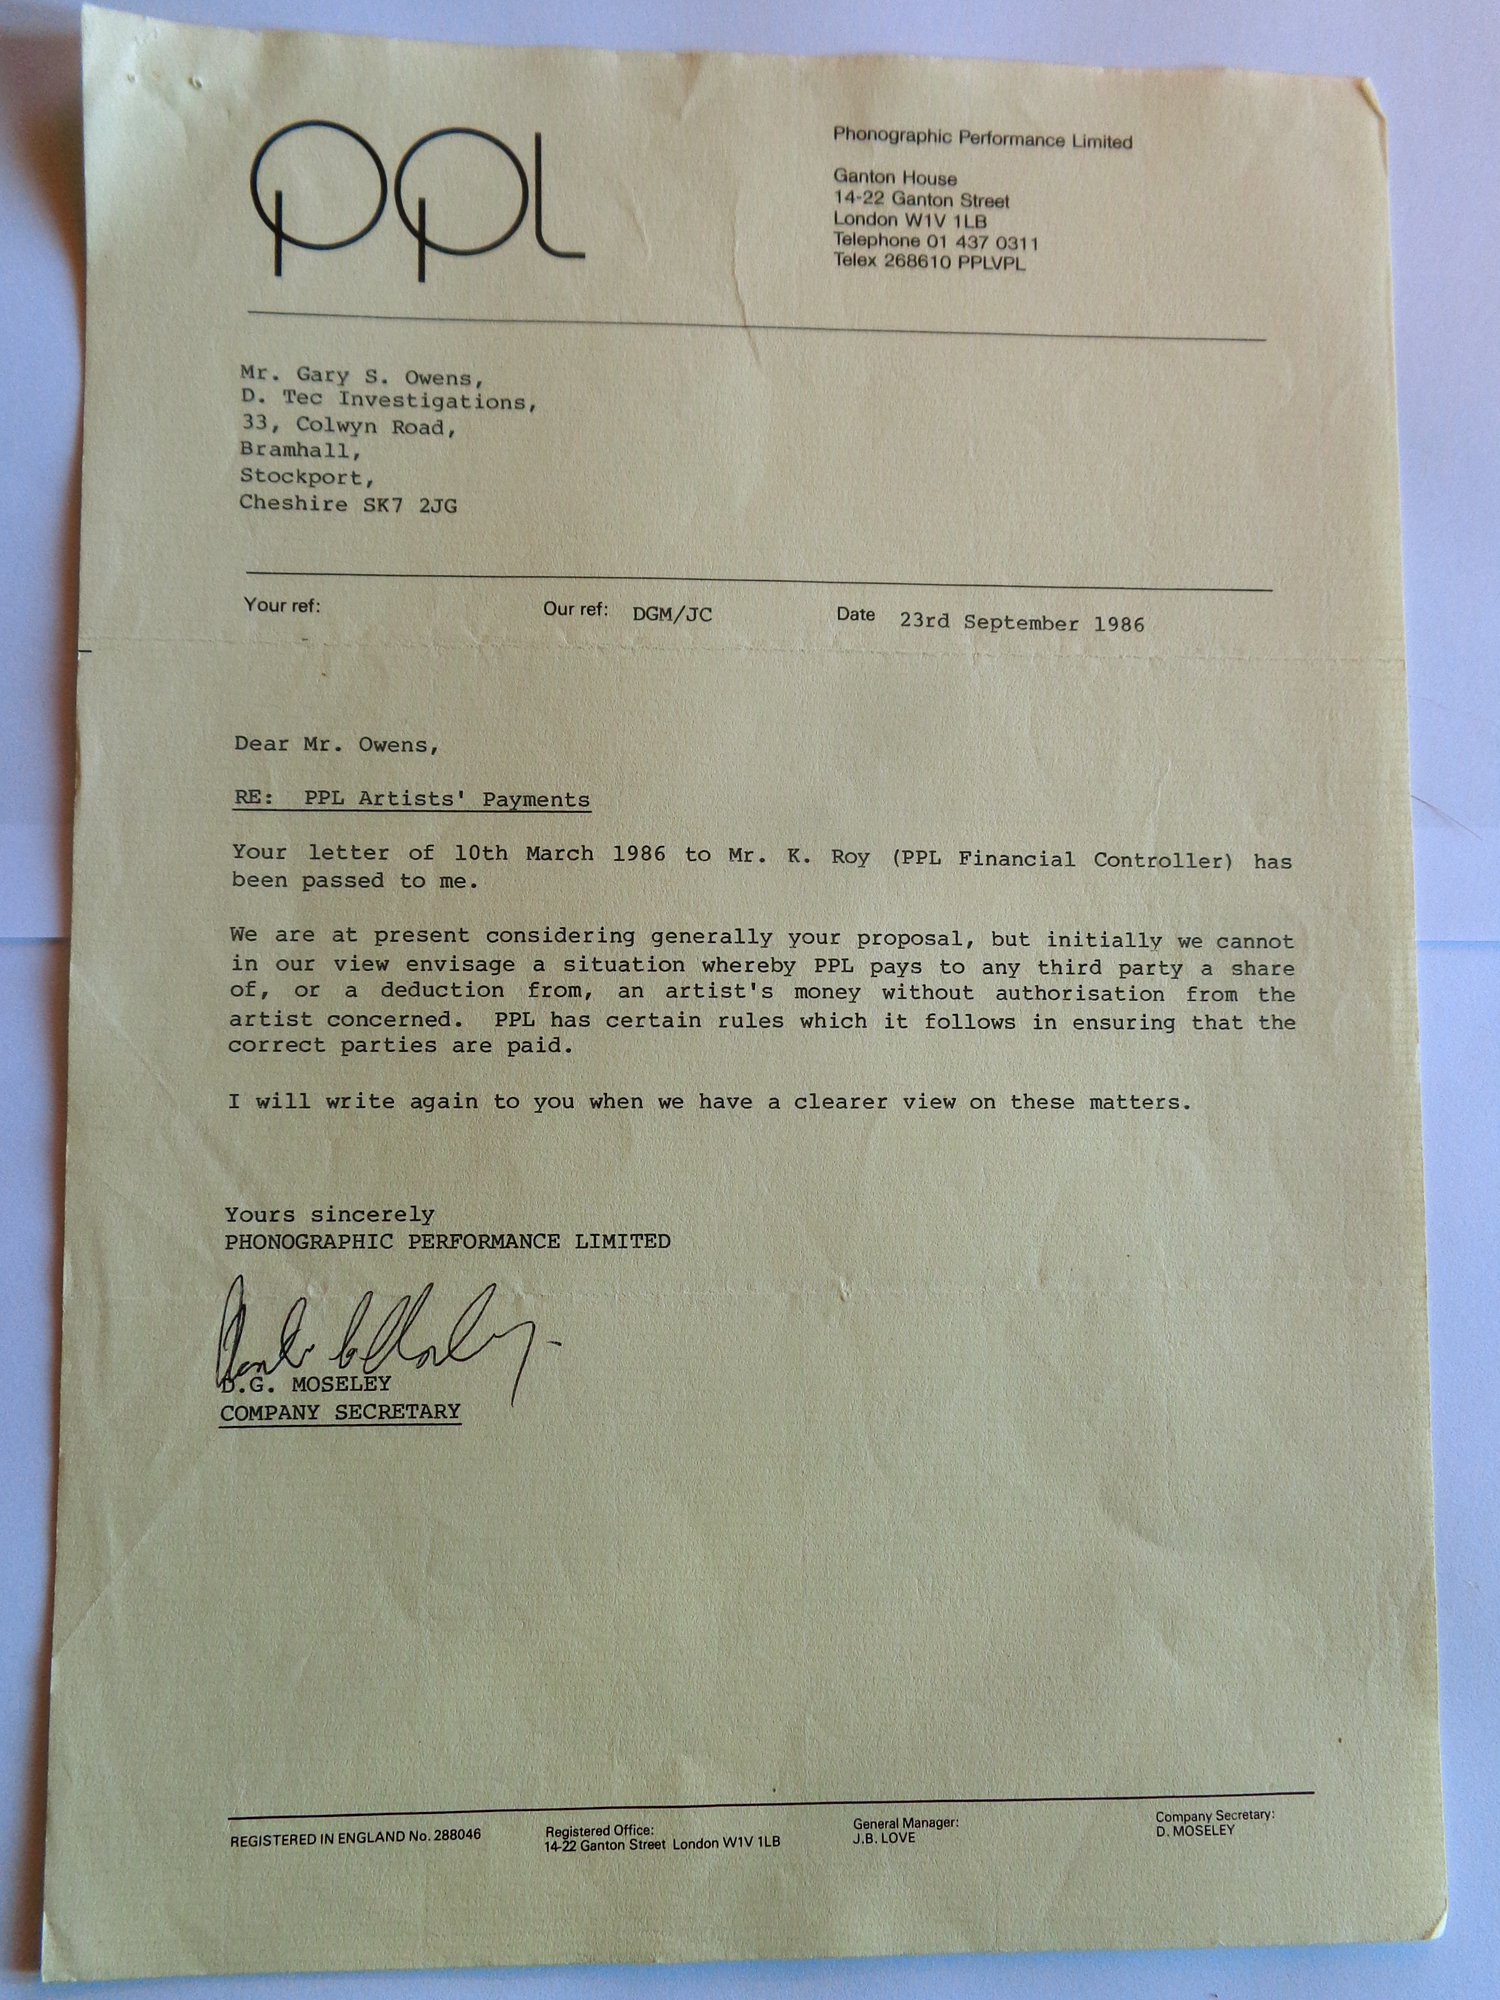 ppl
Phonographic Performance Limited
Ganton House
14-22 Ganton Street
London W1V 1LB
Telephone 01 437 0311
Telex 268610 PPLVPL
Mr. Gary S. Owens,
D. Tec Investigations,
33, Colwyn Road,
Bramhall,
Stockport,
Cheshire SK7 2JG
Your ref: Our ref: DGM/JC Date 23rd September 1986
Dear Mr. Owens,
RE: PPL Artists' Payments
Your letter of 10th March 1986 to Mr. K. Roy (PPL Financial Controller) has
been passed to me.
We are at present considering generally your proposal, but initially we cannot
in our view envisage a situation whereby PPL pays to any third party a share
of, or a deduction from, an artist's money without authorisation from the
artist concerned. PPL has certain rules which it follows in ensuring that the
correct parties are paid.
I will write again to you when we have a clearer view on these matters.
Yours sincerely
PHONOGRAPHIC PERFORMANCE LIMITED
D.G. MOSELEY
COMPANY SECRETARY
REGISTERED IN ENGLAND No. 288046
Registered Office:
14-22 Ganton Street London W1V 1LB
General Manager:
J.B. LOVE
Company Secretary:
D. MOSELEY